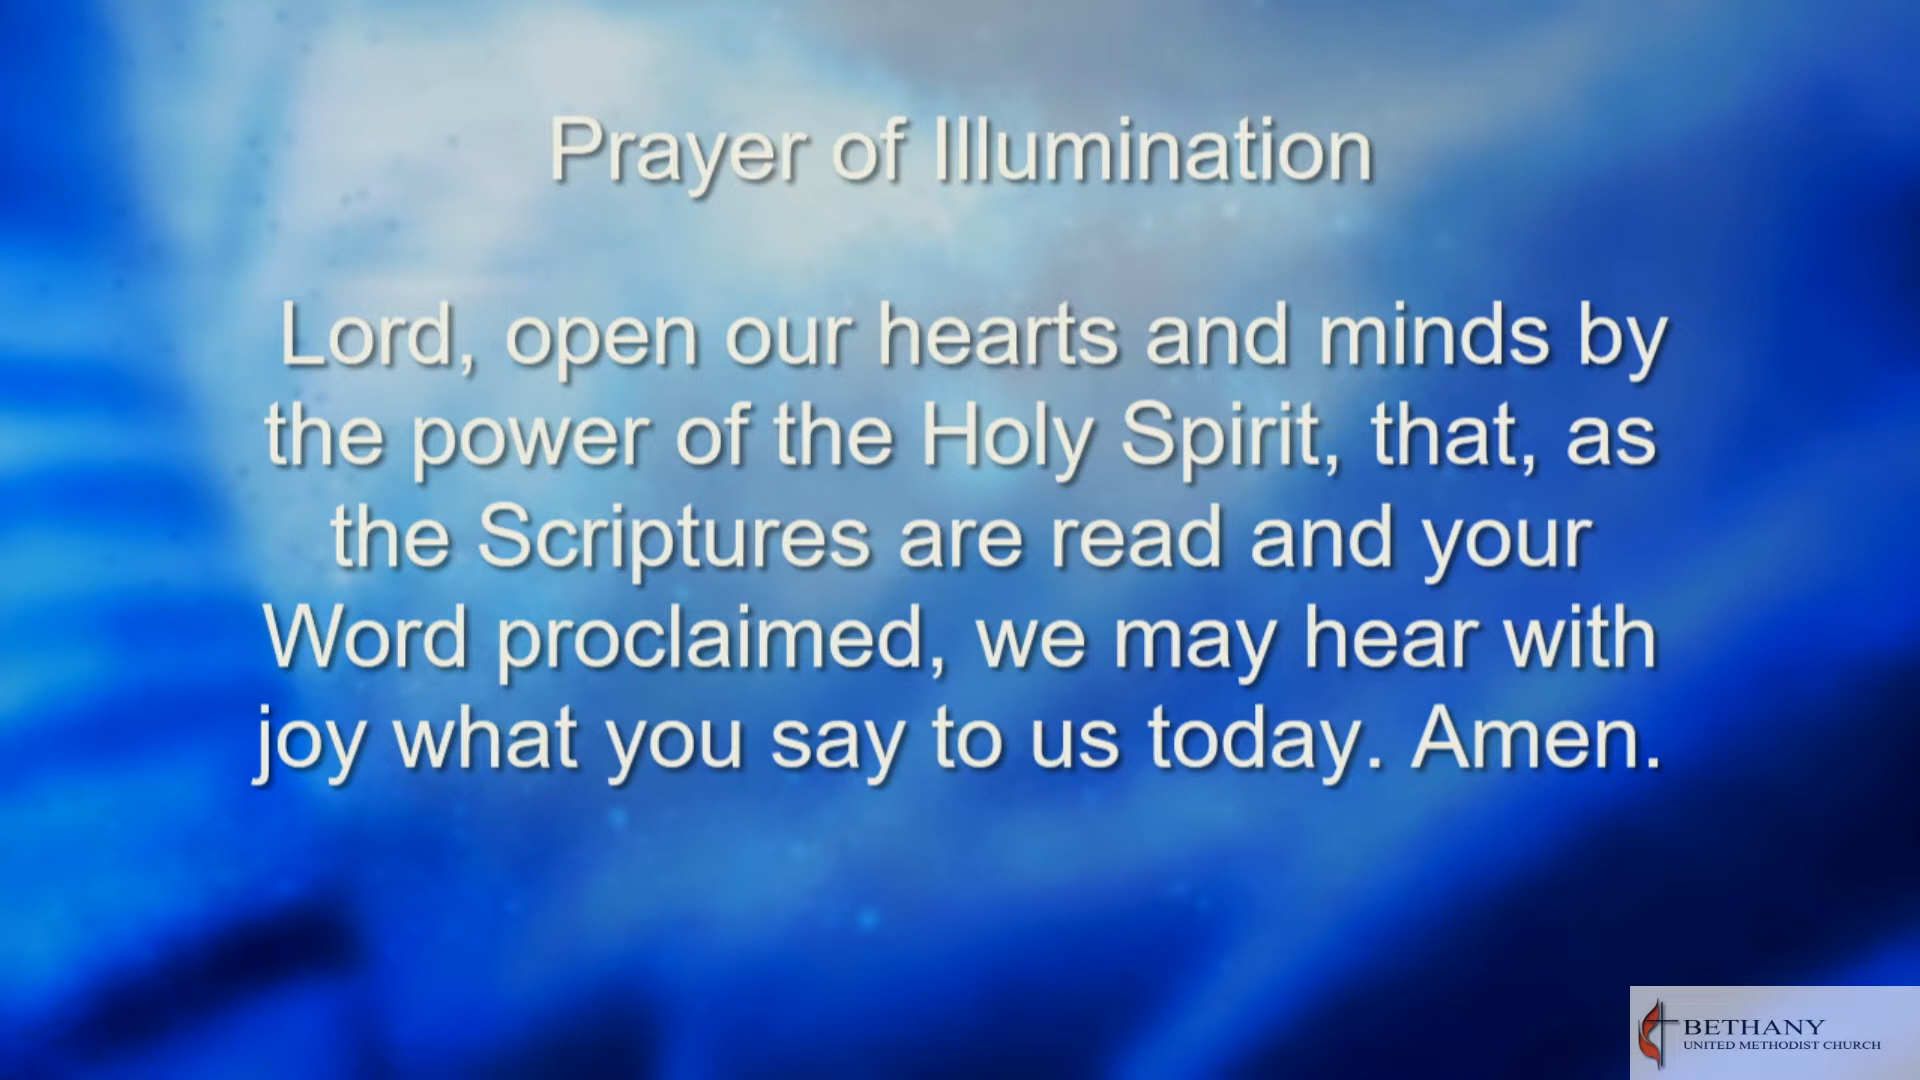 Prayer of Illumination
Lord, open our hearts and minds by
the power of the Holy Spirit, that, as
the Scriptures are read and your
Word proclaimed, we may hear with
joy what you say to us today. Amen.
BETHANY
UNITED METHODIST CHURCH